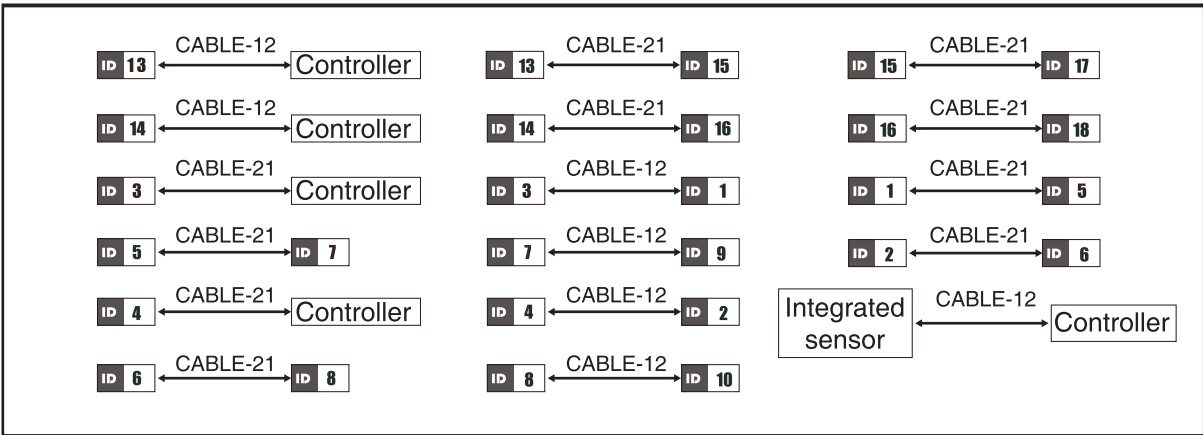 CABLE-12
ID 13 Controller
CABLE-21
ID 13 ID 15
CABLE-21
ID 15 ID 17
CABLE-12
ID 14 Controller
CABLE-21
ID 14 ID 16
CABLE-21
ID 16 ID 18
CABLE-21
ID 3 Controller
CABLE-12
ID 3 ID 1
CABLE-21
ID 1 ID 5
CABLE-21
ID 5 ID 7
CABLE-12
ID 7 ID 9
CABLE-21
ID 2 ID 6
CABLE-21
ID 4 Controller
CABLE-12
ID 4 ID 2
Integrated
sensor
CABLE-12
Controller
CABLE-21
ID 6 ID 8
CABLE-12
ID 8 ID 10